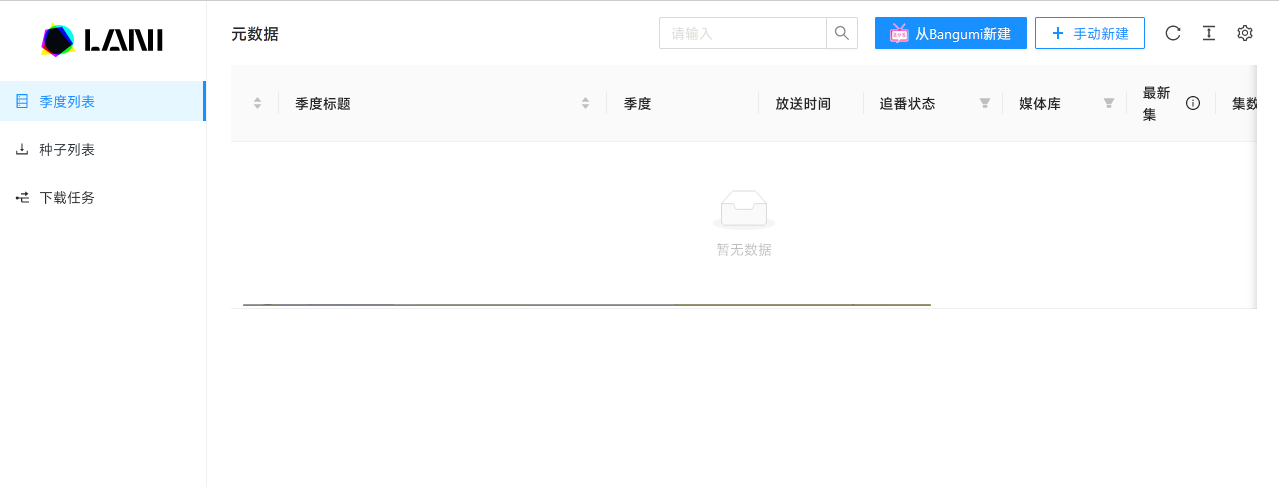 LANI
季度列表
种子列表
下载任务
元数据
请输入
从Bangumi新建
手动新建
季度标题
季度
放送时间
追番状态
媒体库
最新
集
集数
暂无数据